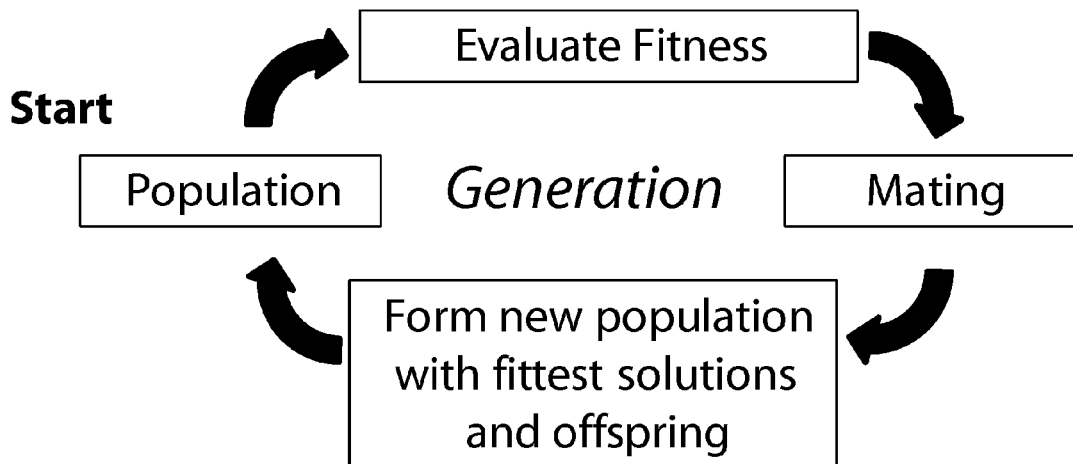 Evaluate Fitness
Start
Population
Generation
Mating
Form new population
with fittest solutions
and offspring